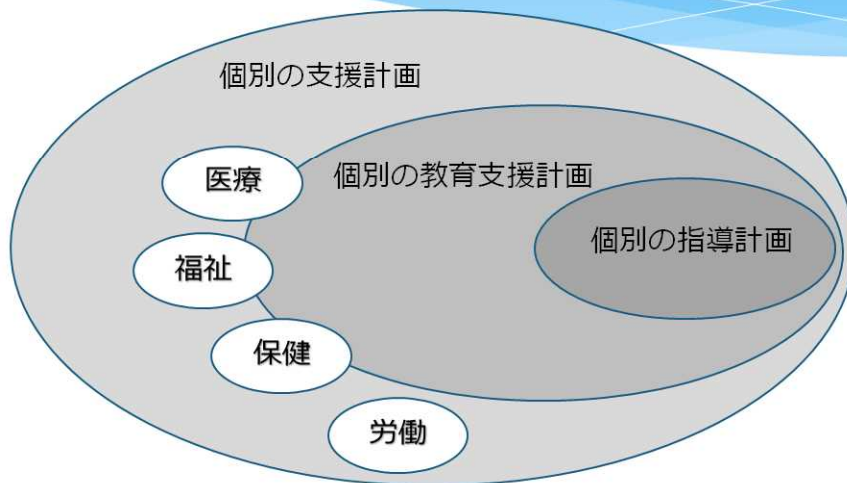 個別の支援計画
医療
個別の教育支援計画
福祉
個別の指導計画
保健
労働